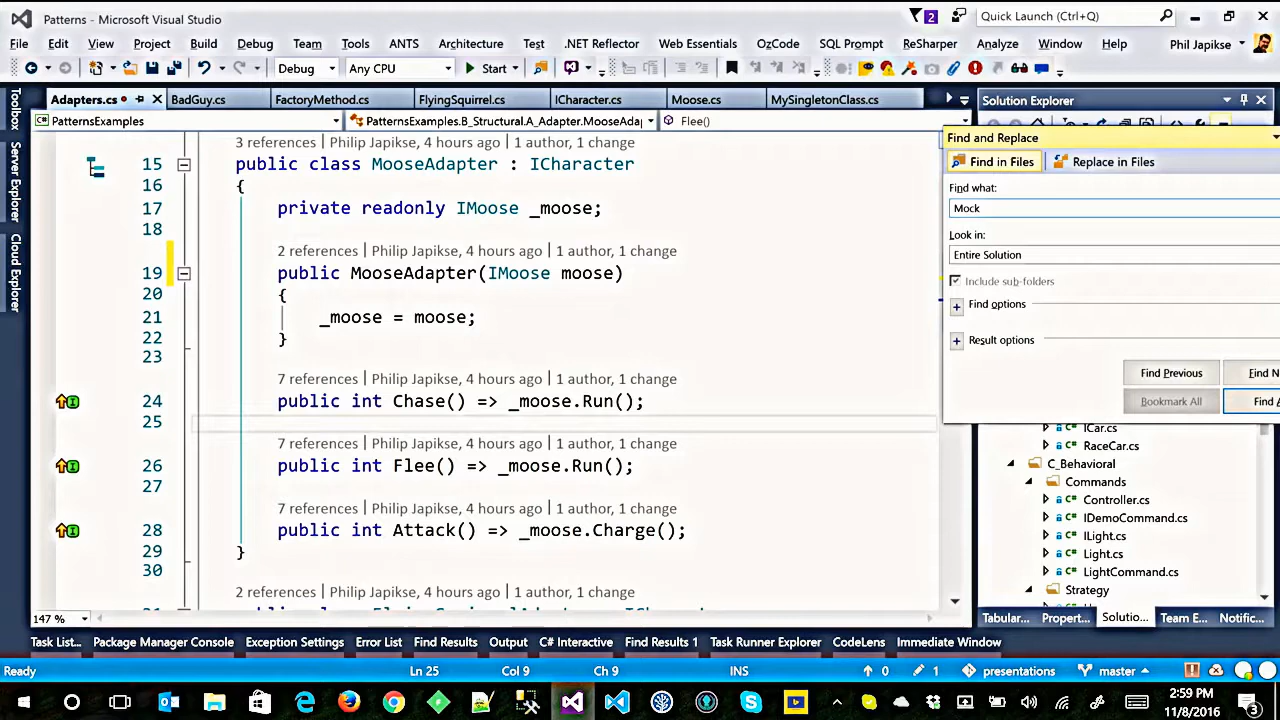 Patterns - Microsoft Visual Studio
2
Quick Launch (Ctrl+Q)
File Edit View Project Build Debug Team Tools ANTS Architecture Test .NET Reflector Web Essentials OzCode SQL Prompt ReSharper Analyze Window Help Phil Japikse
Debug Any CPU Start
Adapters.cs BadGuy.cs FactoryMethod.cs FlyingSquirrel.cs ICharacter.cs Moose.cs MySingletonClass.cs Solution Explorer
PatternsExamples PatternsExamples.B_Structural.A_Adapter.MooseAdap Flee()
Toolbox
Server Explorer
Cloud Explorer
3 references | Philip Japikse, 4 hours ago | 1 author, 1 change
15 public class MooseAdapter : ICharacter
16 {
17 private readonly IMoose _moose;
18
2 references | Philip Japikse, 4 hours ago | 1 author, 1 change
19 public MooseAdapter(IMoose moose)
20 {
21 _moose = moose;
22 }
23
7 references | Philip Japikse, 4 hours ago | 1 author, 1 change
24 public int Chase() => _moose.Run();
25
7 references | Philip Japikse, 4 hours ago | 1 author, 1 change
26 public int Flee() => _moose.Run();
27
7 references | Philip Japikse, 4 hours ago | 1 author, 1 change
28 public int Attack() => _moose.Charge();
29 }
30
2 references | Philip Japikse, 4 hours ago | 1 author, 1 change
147 %
Find and Replace
Find in Files Replace in Files
Find what:
Mock
Look in:
Entire Solution
Include sub-folders
Find options
Result options
Find Previous Find N
Bookmark All Find A
ICar.cs
RaceCar.cs
C_Behavioral
Commands
Controller.cs
IDemoCommand.cs
ILight.cs
Light.cs
LightCommand.cs
Strategy
Tabular... Propert... Solutio... Team E... Notific...
Task List... Package Manager Console Exception Settings Error List Find Results Output C# Interactive Find Results 1 Task Runner Explorer CodeLens Immediate Window
Ready Ln 25 Col 9 Ch 9 INS 0 1 presentations master
2:59 PM
11/8/2016
3